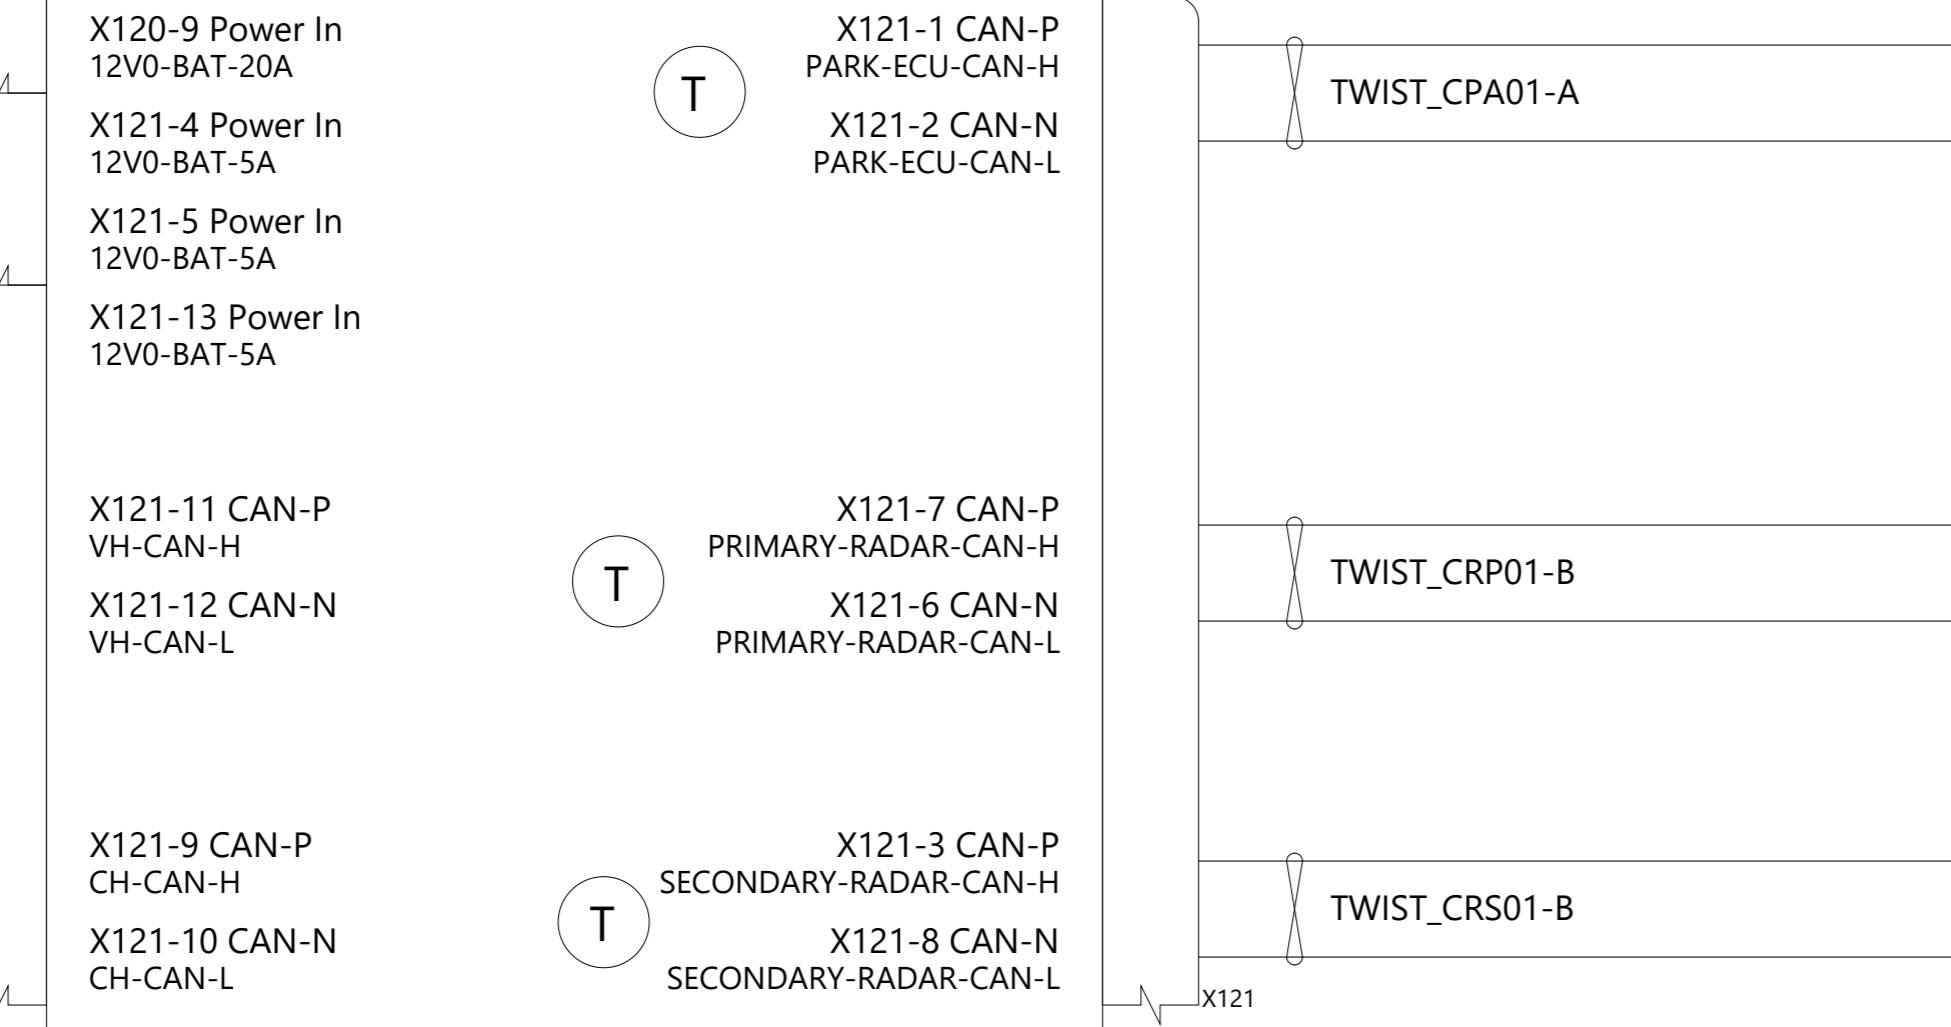 X120-9 Power In
12V0-BAT-20A
X121-4 Power In
12V0-BAT-5A
X121-5 Power In
12V0-BAT-5A
X121-13 Power In
12V0-BAT-5A
X121-11 CAN-P
VH-CAN-H
X121-12 CAN-N
VH-CAN-L
X121-9 CAN-P
CH-CAN-H
X121-10 CAN-N
CH-CAN-L
T
X121-1 CAN-P
PARK-ECU-CAN-H
X121-2 CAN-N
PARK-ECU-CAN-L
T
X121-7 CAN-P
PRIMARY-RADAR-CAN-H
X121-6 CAN-N
PRIMARY-RADAR-CAN-L
T
X121-3 CAN-P
SECONDARY-RADAR-CAN-H
X121-8 CAN-N
SECONDARY-RADAR-CAN-L
TWIST_CPA01-A
TWIST_CRP01-B
TWIST_CRS01-B
X121